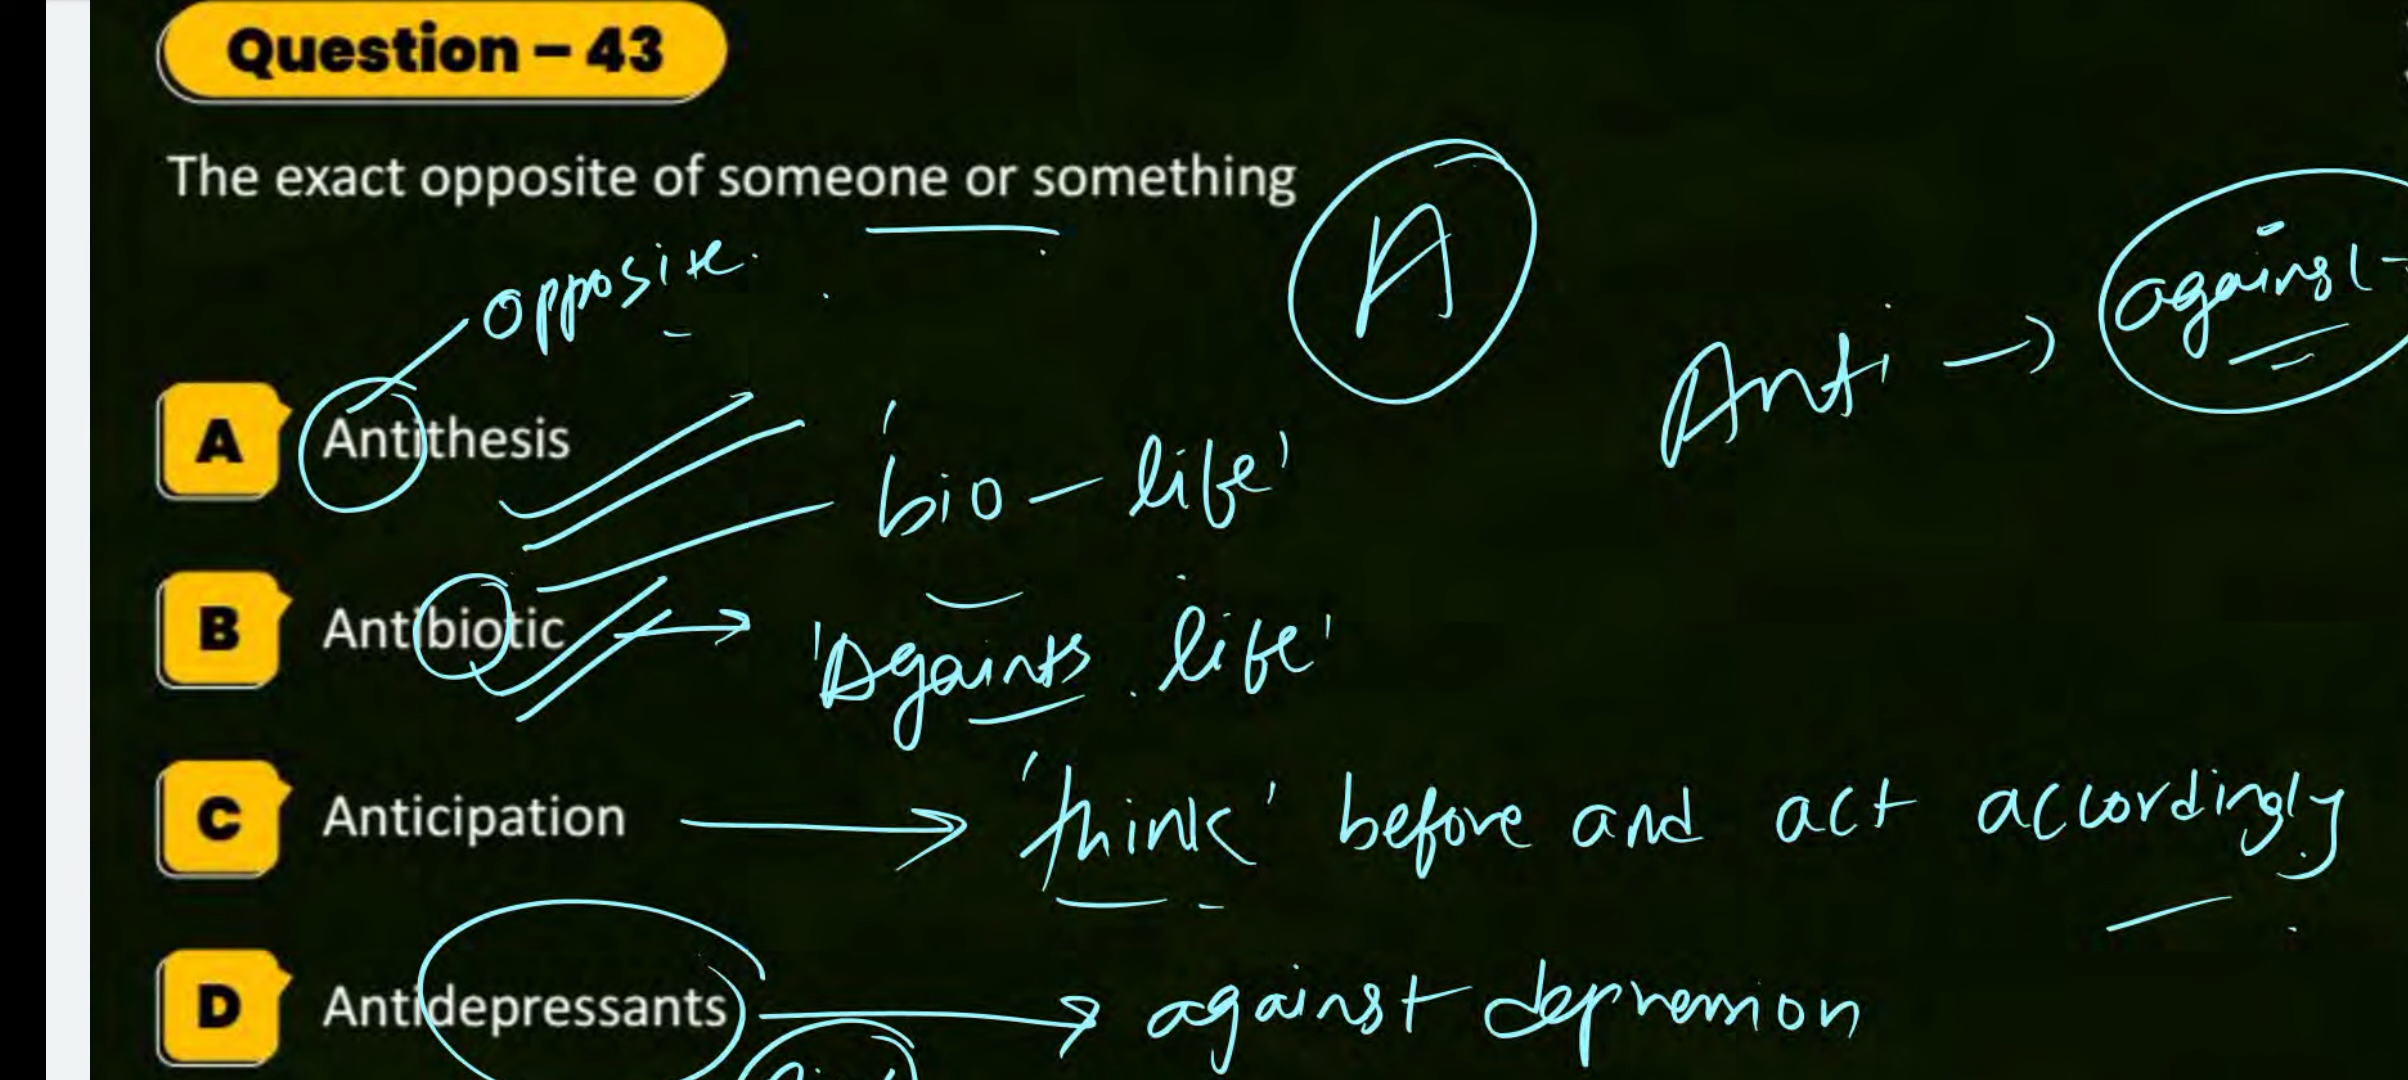 Question – 43
The exact opposite of someone or something
A
opposite.
Anti → against
A Antithesis
'bio – life'
B Antibiotic → 'Againts life'
C Anticipation → 'think' before and act accordingly
D Antidepressants → against depression